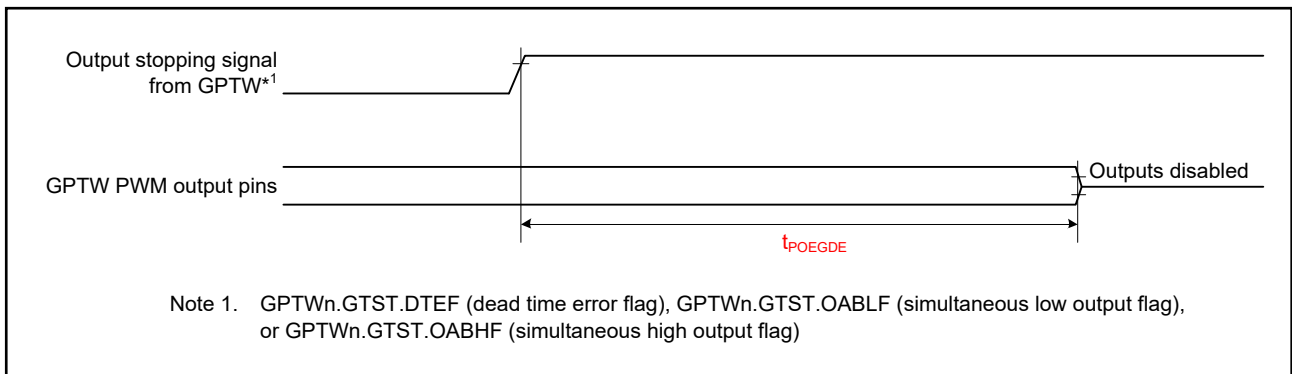 Output stopping signal
from GPTW*1
GPTW PWM output pins
Outputs disabled
tPOEGDE
Note 1. GPTWn.GTST.DTEF (dead time error flag), GPTWn.GTST.OABLF (simultaneous low output flag),
or GPTWn.GTST.OABHF (simultaneous high output flag)